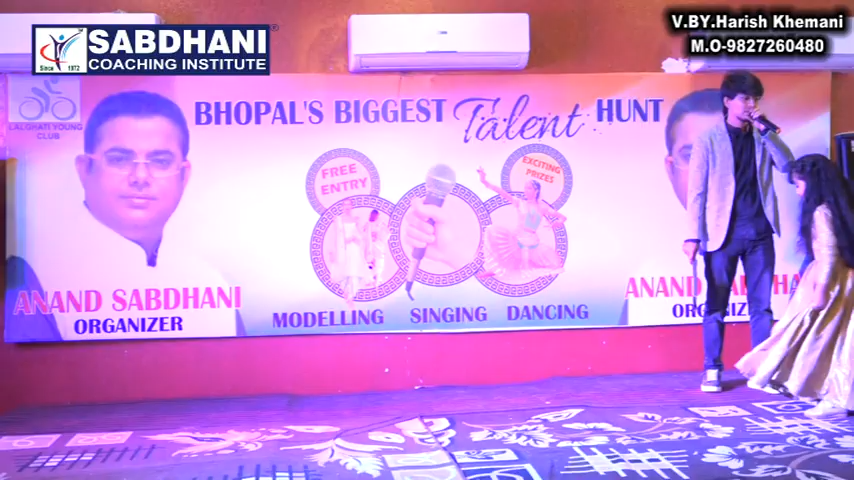 SABDHANI
Since 1972
COACHING INSTITUTE
V.BY.Harish Khemani
M.O-9827260480
LALGHATI YOUNG
CLUB
BHOPAL'S BIGGEST Talent HUNT
FREE
ENTRY
EXCITING
PRIZES
ANAND SABDHANI
ORGANIZER
MODELLING SINGING DANCING
ANAND
ORGANIZER